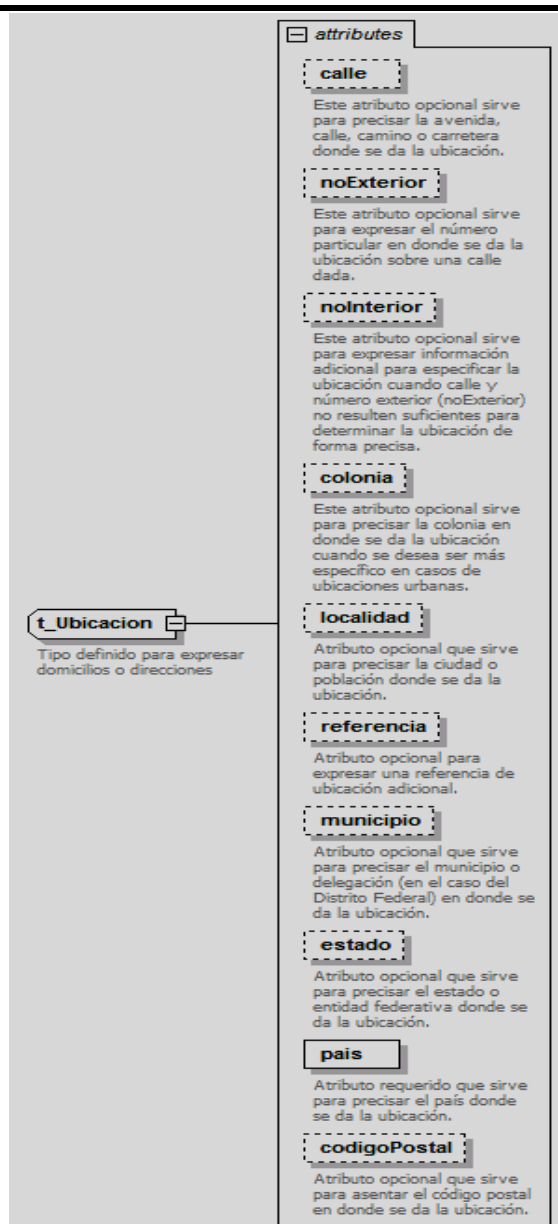 attributes
calle
Este atributo opcional sirve
para precisar la avenida,
calle, camino o carretera
donde se da la ubicación.
noExterior
Este atributo opcional sirve
para expresar el número
particular en donde se da la
ubicación sobre una calle
dada.
noInterior
Este atributo opcional sirve
para expresar información
adicional para especificar la
ubicación cuando calle y
número exterior (noExterior)
no resulten suficientes para
determinar la ubicación de
forma precisa.
colonia
Este atributo opcional sirve
para precisar la colonia en
donde se da la ubicación
cuando se desea ser más
específico en casos de
ubicaciones urbanas.
t_Ubicacion
Tipo definido para expresar
domicilios o direcciones
localidad
Atributo opcional que sirve
para precisar la ciudad o
población donde se da la
ubicación.
referencia
Atributo opcional para
expresar una referencia de
ubicación adicional.
municipio
Atributo opcional que sirve
para precisar el municipio o
delegación (en el caso del
Distrito Federal) en donde se
da la ubicación.
estado
Atributo opcional que sirve
para precisar el estado o
entidad federativa donde se
da la ubicación.
pais
Atributo requerido que sirve
para precisar el país donde
se da la ubicación.
codigoPostal
Atributo opcional que sirve
para asentar el código postal
en donde se da la ubicación.